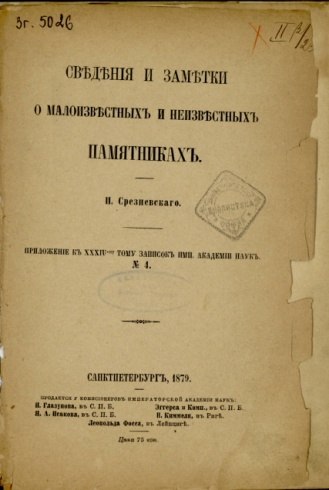 Зг. 5026
СВѢДѢНІЯ И ЗАМѢТКИ
О МАЛОИЗВѢСТНЫХЪ И НЕИЗВѢСТНЫХЪ
ПАМЯТНИКАХЪ.
И. Срезневскаго.
ПРИЛОЖЕНІЕ КЪ XXXIV ТОМУ ЗАПИСОКЪ ИМП. АКАДЕМІИ НАУКЪ.
№ 4.
САНКТПЕТЕРБУРГЪ, 1879.
ПРОДАЕТСЯ У КОМИССІОНЕРОВЪ ИМПЕРАТОРСКОЙ АКАДЕМІИ НАУКЪ:
И. Глазунова, въ С. П. Б. Эггерса и Комп., въ С. П. Б.
Я. А. Исакова, въ С. П. Б. Н. Киммеля, въ Ригѣ.
Леопольда Фосса, въ Лейпцигѣ.
Цѣна 75 коп.